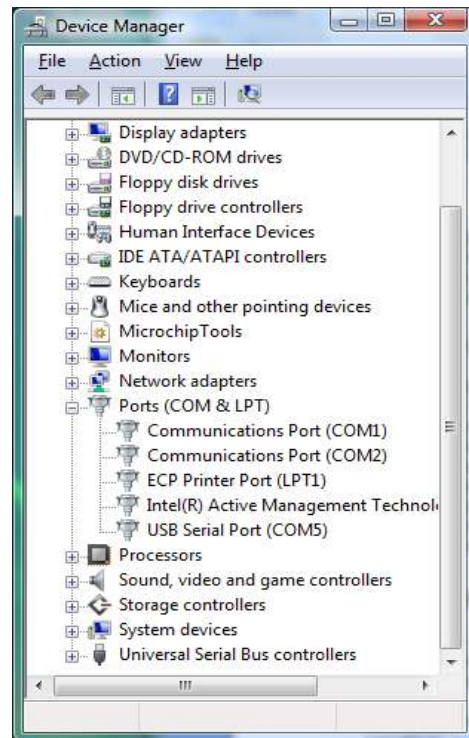 Device Manager
File Action View Help
Display adapters
DVD/CD-ROM drives
Floppy disk drives
Floppy drive controllers
Human Interface Devices
IDE ATA/ATAPI controllers
Keyboards
Mice and other pointing devices
MicrochipTools
Monitors
Network adapters
Ports (COM & LPT)
Communications Port (COM1)
Communications Port (COM2)
ECP Printer Port (LPT1)
Intel(R) Active Management Technol
USB Serial Port (COM5)
Processors
Sound, video and game controllers
Storage controllers
System devices
Universal Serial Bus controllers